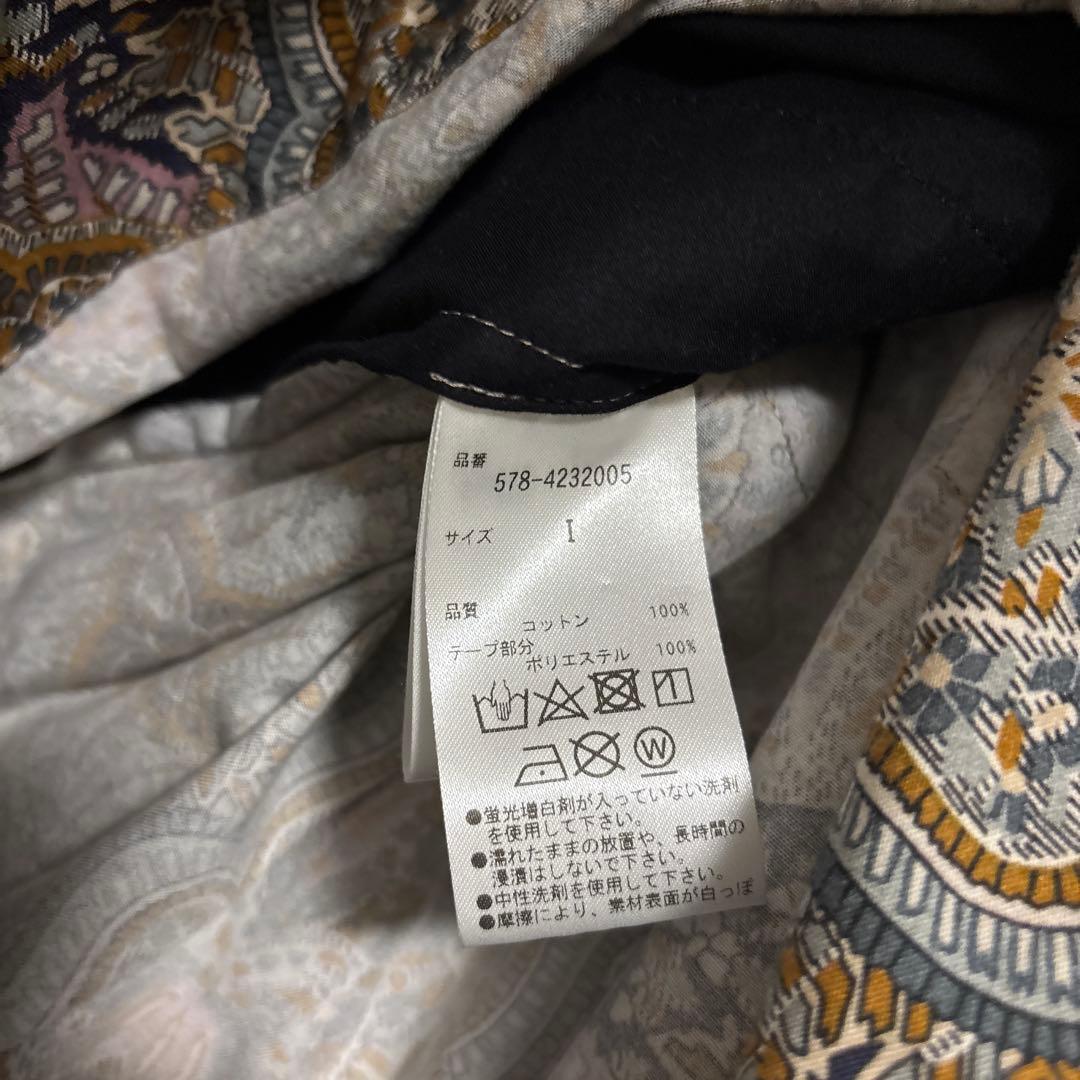 品番
578-4232005
サイズ I
品質 コットン 100%
テープ部分
ポリエステル 100%
W
●蛍光増白剤が入っていない洗剤
を使用して下さい。
●濡れたままの放置や、長時間の
浸漬はしないで下さい。
●中性洗剤を使用して下さい。
●摩擦により、素材表面が白っぽ